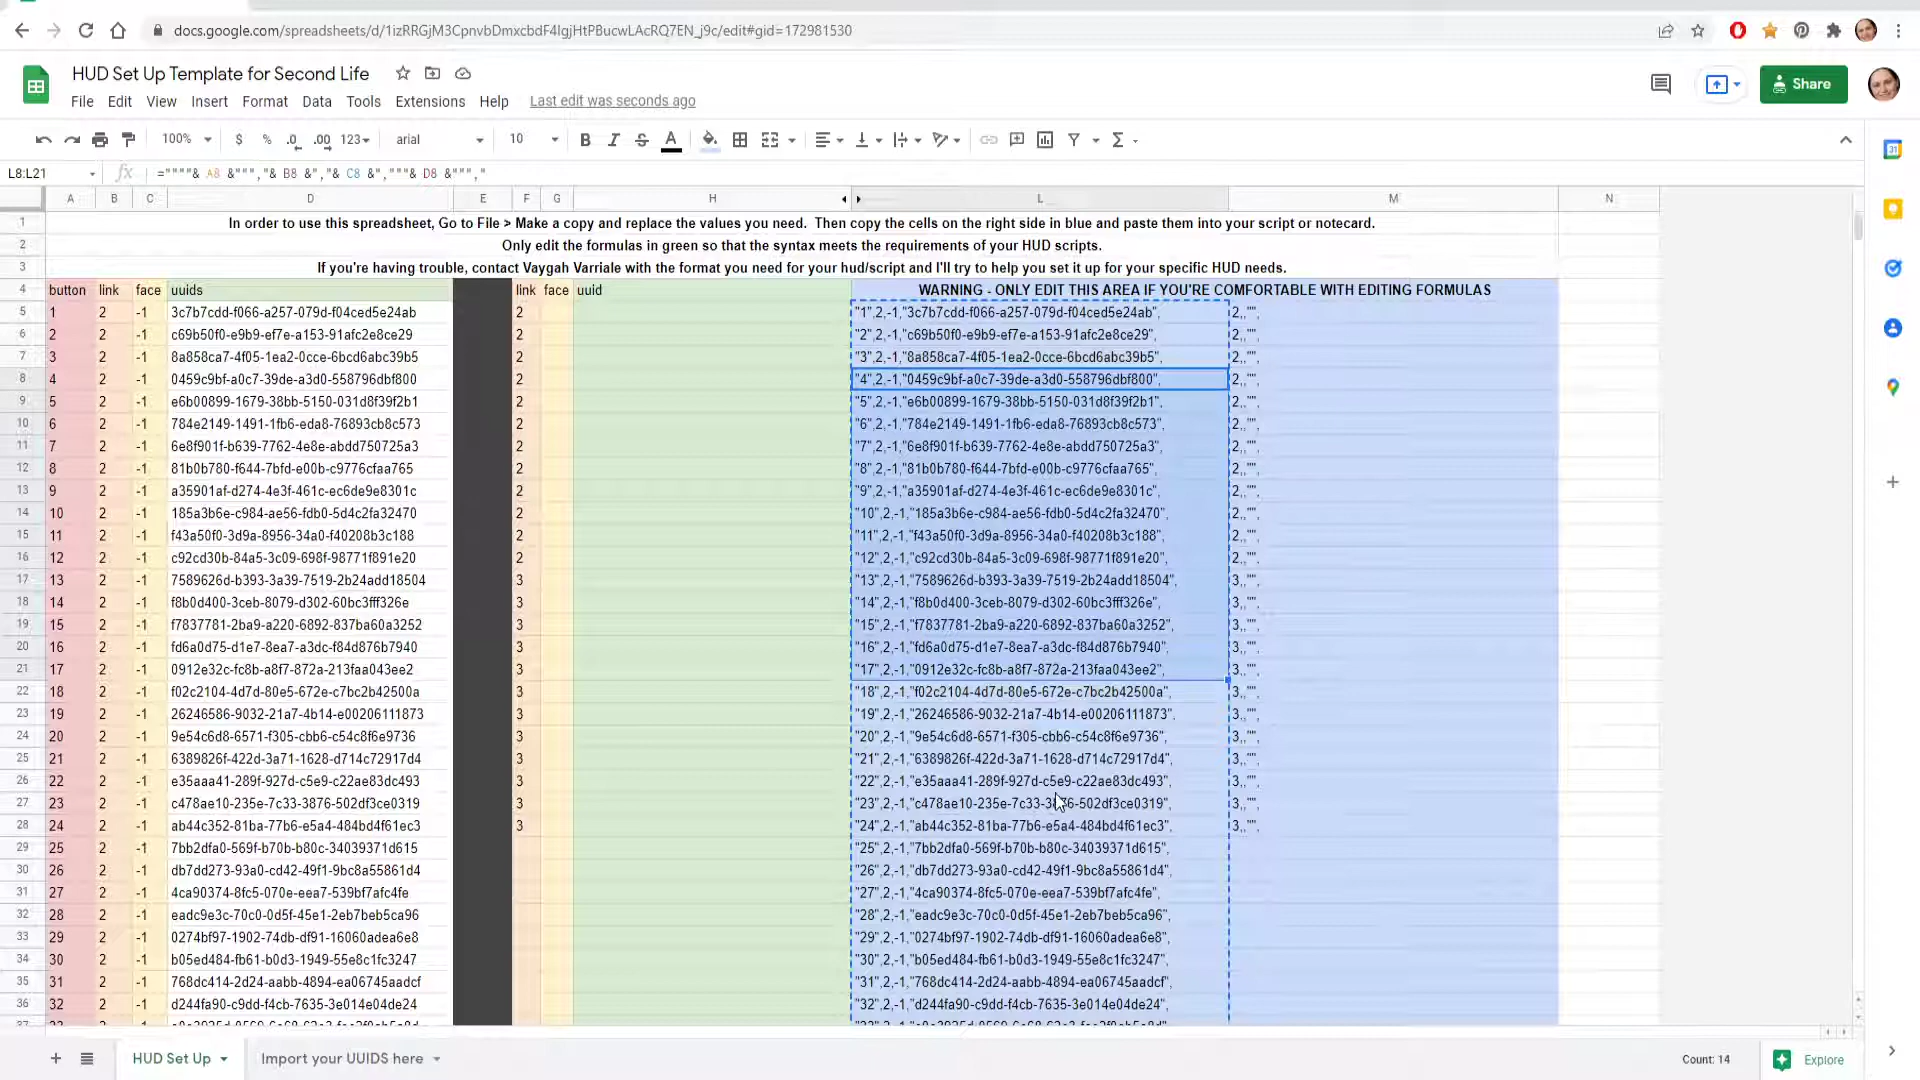 docs.google.com/spreadsheets/d/1izRRGjM3CpnvbDmxcbdF4IgjHtPBucwLAcRQ7EN_j9c/edit#gid=172981530
HUD Set Up Template for Second Life
File Edit View Insert Format Data Tools Extensions Help Last edit was seconds ago
Share
100% $ % .0 .00 123 arial 10 B I S A
L8:L21 fx =""""& A8 &""","& B8 &","& C8 &","""& D8 &""","
A B C D E F G H L M N
1 In order to use this spreadsheet, Go to File > Make a copy and replace the values you need. Then copy the cells on the right side in blue and paste them into your script or notecard.
2 Only edit the formulas in green so that the syntax meets the requirements of your HUD scripts.
3 If you're having trouble, contact Vaygah Varriale with the format you need for your hud/script and I'll try to help you set it up for your specific HUD needs.
4 button link face uuids link face uuid WARNING - ONLY EDIT THIS AREA IF YOU'RE COMFORTABLE WITH EDITING FORMULAS
5 1 2 -1 3c7b7cdd-f066-a257-079d-f04ced5e24ab 2 "1",2,-1,"3c7b7cdd-f066-a257-079d-f04ced5e24ab", 2,,"",
6 2 2 -1 c69b50f0-e9b9-ef7e-a153-91afc2e8ce29 2 "2",2,-1,"c69b50f0-e9b9-ef7e-a153-91afc2e8ce29", 2,,"",
7 3 2 -1 8a858ca7-4f05-1ea2-0cce-6bcd6abc39b5 2 "3",2,-1,"8a858ca7-4f05-1ea2-0cce-6bcd6abc39b5", 2,,"",
8 4 2 -1 0459c9bf-a0c7-39de-a3d0-558796dbf800 2 "4",2,-1,"0459c9bf-a0c7-39de-a3d0-558796dbf800", 2,,"",
9 5 2 -1 e6b00899-1679-38bb-5150-031d8f39f2b1 2 "5",2,-1,"e6b00899-1679-38bb-5150-031d8f39f2b1", 2,,"",
10 6 2 -1 784e2149-1491-1fb6-eda8-76893cb8c573 2 "6",2,-1,"784e2149-1491-1fb6-eda8-76893cb8c573", 2,,"",
11 7 2 -1 6e8f901f-b639-7762-4e8e-abdd750725a3 2 "7",2,-1,"6e8f901f-b639-7762-4e8e-abdd750725a3", 2,,"",
12 8 2 -1 81b0b780-f644-7bfd-e00b-c9776cfaa765 2 "8",2,-1,"81b0b780-f644-7bfd-e00b-c9776cfaa765", 2,,"",
13 9 2 -1 a35901af-d274-4e3f-461c-ec6de9e8301c 2 "9",2,-1,"a35901af-d274-4e3f-461c-ec6de9e8301c", 2,,"",
14 10 2 -1 185a3b6e-c984-ae56-fdb0-5d4c2fa32470 2 "10",2,-1,"185a3b6e-c984-ae56-fdb0-5d4c2fa32470", 2,,"",
15 11 2 -1 f43a50f0-3d9a-8956-34a0-f40208b3c188 2 "11",2,-1,"f43a50f0-3d9a-8956-34a0-f40208b3c188", 2,,"",
16 12 2 -1 c92cd30b-84a5-3c09-698f-98771f891e20 2 "12",2,-1,"c92cd30b-84a5-3c09-698f-98771f891e20", 2,,"",
17 13 2 -1 7589626d-b393-3a39-7519-2b24add18504 3 "13",2,-1,"7589626d-b393-3a39-7519-2b24add18504", 3,,"",
18 14 2 -1 f8b0d400-3ceb-8079-d302-60bc3fff326e 3 "14",2,-1,"f8b0d400-3ceb-8079-d302-60bc3fff326e", 3,,"",
19 15 2 -1 f7837781-2ba9-a220-6892-837ba60a3252 3 "15",2,-1,"f7837781-2ba9-a220-6892-837ba60a3252", 3,,"",
20 16 2 -1 fd6a0d75-d1e7-8ea7-a3dc-f84d876b7940 3 "16",2,-1,"fd6a0d75-d1e7-8ea7-a3dc-f84d876b7940", 3,,"",
21 17 2 -1 0912e32c-fc8b-a8f7-872a-213faa043ee2 3 "17",2,-1,"0912e32c-fc8b-a8f7-872a-213faa043ee2", 3,,"",
22 18 2 -1 f02c2104-4d7d-80e5-672e-c7bc2b42500a 3 "18",2,-1,"f02c2104-4d7d-80e5-672e-c7bc2b42500a", 3,,"",
23 19 2 -1 26246586-9032-21a7-4b14-e00206111873 3 "19",2,-1,"26246586-9032-21a7-4b14-e00206111873", 3,,"",
24 20 2 -1 9e54c6d8-6571-f305-cbb6-c54c8f6e9736 3 "20",2,-1,"9e54c6d8-6571-f305-cbb6-c54c8f6e9736", 3,,"",
25 21 2 -1 6389826f-422d-3a71-1628-d714c72917d4 3 "21",2,-1,"6389826f-422d-3a71-1628-d714c72917d4", 3,,"",
26 22 2 -1 e35aaa41-289f-927d-c5e9-c22ae83dc493 3 "22",2,-1,"e35aaa41-289f-927d-c5e9-c22ae83dc493", 3,,"",
27 23 2 -1 c478ae10-235e-7c33-3876-502df3ce0319 3 "23",2,-1,"c478ae10-235e-7c33-3876-502df3ce0319", 3,,"",
28 24 2 -1 ab44c352-81ba-77b6-e5a4-484bd4f61ec3 3 "24",2,-1,"ab44c352-81ba-77b6-e5a4-484bd4f61ec3", 3,,"",
29 25 2 -1 7bb2dfa0-569f-b70b-b80c-34039371d615 "25",2,-1,"7bb2dfa0-569f-b70b-b80c-34039371d615",
30 26 2 -1 db7dd273-93a0-cd42-49f1-9bc8a55861d4 "26",2,-1,"db7dd273-93a0-cd42-49f1-9bc8a55861d4",
31 27 2 -1 4ca90374-8fc5-070e-eea7-539bf7afc4fe "27",2,-1,"4ca90374-8fc5-070e-eea7-539bf7afc4fe",
32 28 2 -1 eadc9e3c-70c0-0d5f-45e1-2eb7beb5ca96 "28",2,-1,"eadc9e3c-70c0-0d5f-45e1-2eb7beb5ca96",
33 29 2 -1 0274bf97-1902-74db-df91-16060adea6e8 "29",2,-1,"0274bf97-1902-74db-df91-16060adea6e8",
34 30 2 -1 b05ed484-fb61-b0d3-1949-55e8c1fc3247 "30",2,-1,"b05ed484-fb61-b0d3-1949-55e8c1fc3247",
35 31 2 -1 768dc414-2d24-aabb-4894-ea06745aadcf "31",2,-1,"768dc414-2d24-aabb-4894-ea06745aadcf",
36 32 2 -1 d244fa90-c9dd-f4cb-7635-3e014e04de24 "32",2,-1,"d244fa90-c9dd-f4cb-7635-3e014e04de24",
HUD Set Up Import your UUIDS here Count: 14 Explore